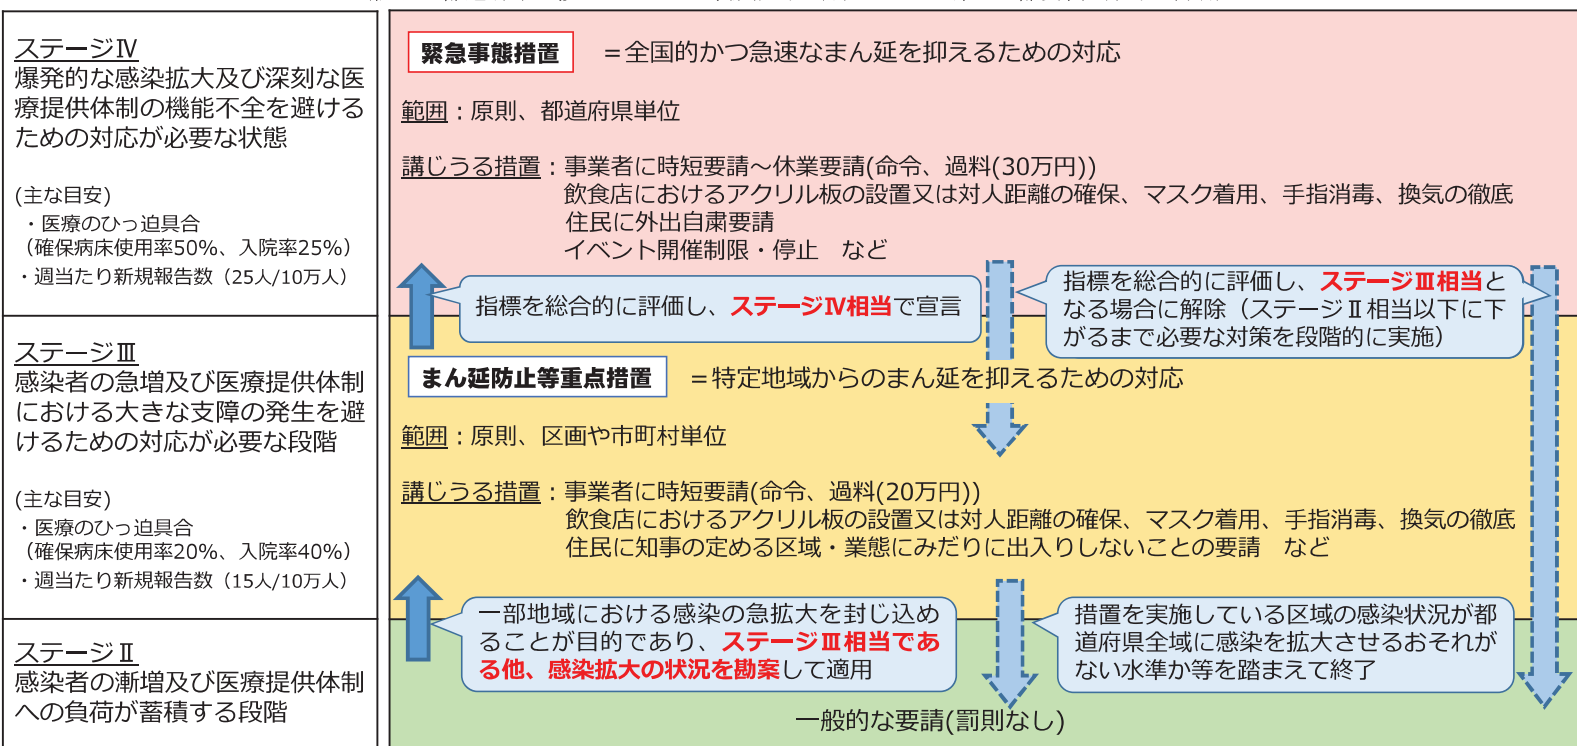 ステージⅣ
爆発的な感染拡大及び深刻な医
療提供体制の機能不全を避ける
ための対応が必要な状態
(主な目安)
・医療のひっ迫具合
（確保病床使用率50%、入院率25%）
・週当たり新規報告数（25人/10万人）
緊急事態措置 ＝全国的かつ急速なまん延を抑えるための対応
範囲：原則、都道府県単位
講じうる措置：事業者に時短要請～休業要請(命令、過料(30万円))
飲食店におけるアクリル板の設置又は対人距離の確保、マスク着用、手指消毒、換気の徹底
住民に外出自粛要請
イベント開催制限・停止　など
指標を総合的に評価し、ステージⅣ相当で宣言
指標を総合的に評価し、ステージⅢ相当と
なる場合に解除（ステージⅡ相当以下に下
がるまで必要な対策を段階的に実施）
ステージⅢ
感染者の急増及び医療提供体制
における大きな支障の発生を避
けるための対応が必要な段階
(主な目安)
・医療のひっ迫具合
（確保病床使用率20%、入院率40%）
・週当たり新規報告数（15人/10万人）
まん延防止等重点措置 ＝特定地域からのまん延を抑えるための対応
範囲：原則、区画や市町村単位
講じうる措置：事業者に時短要請(命令、過料(20万円))
飲食店におけるアクリル板の設置又は対人距離の確保、マスク着用、手指消毒、換気の徹底
住民に知事の定める区域・業態にみだりに出入りしないことの要請　など
一部地域における感染の急拡大を封じ込め
ることが目的であり、ステージⅢ相当であ
る他、感染拡大の状況を勘案して適用
措置を実施している区域の感染状況が都
道府県全域に感染を拡大させるおそれが
ない水準か等を踏まえて終了
ステージⅡ
感染者の漸増及び医療提供体制
への負荷が蓄積する段階
一般的な要請(罰則なし)